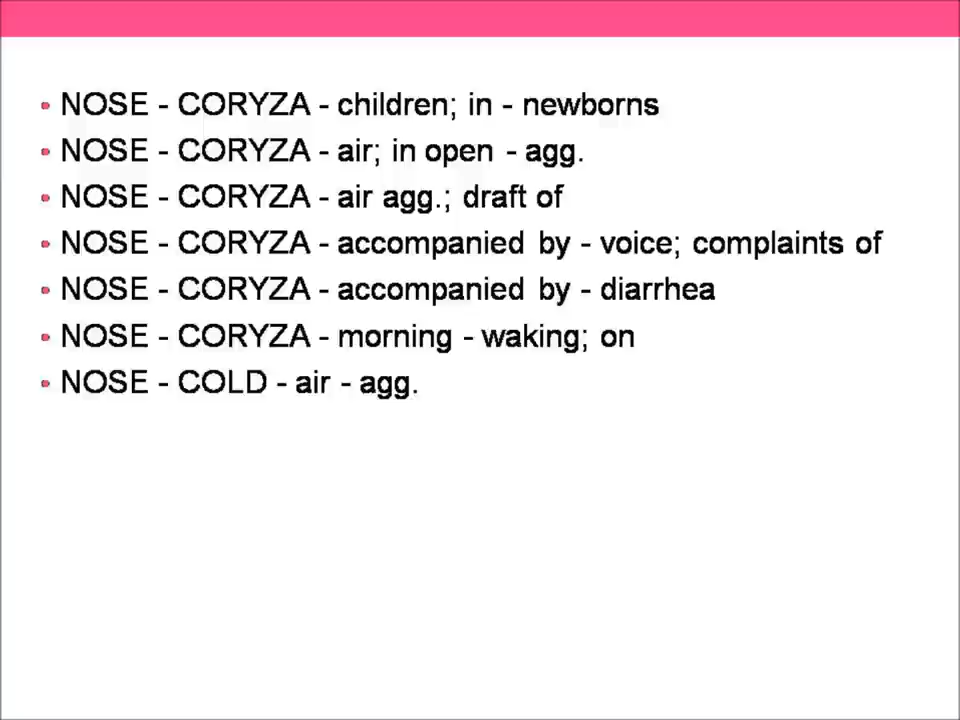 • NOSE - CORYZA - children; in - newborns
• NOSE - CORYZA - air; in open - agg.
• NOSE - CORYZA - air agg.; draft of
• NOSE - CORYZA - accompanied by - voice; complaints of
• NOSE - CORYZA - accompanied by - diarrhea
• NOSE - CORYZA - morning - waking; on
• NOSE - COLD - air - agg.